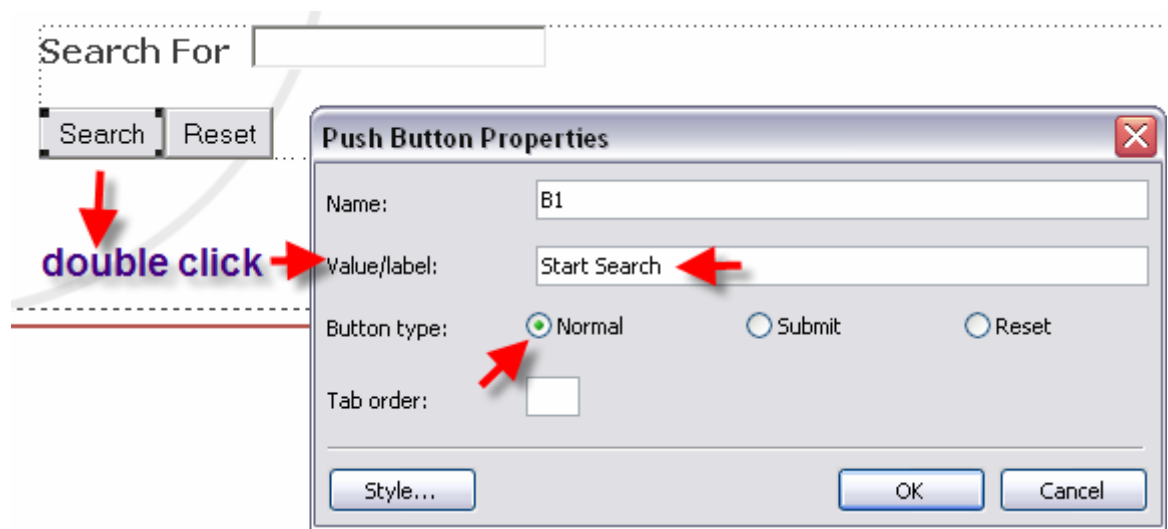 Search For
Search Reset
Push Button Properties
Name: B1
double click
Value/label: Start Search
Button type: Normal Submit Reset
Tab order:
Style... OK Cancel